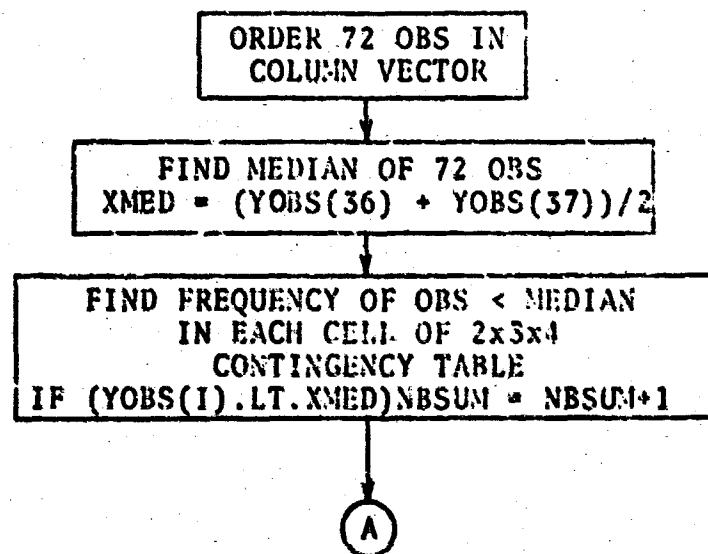 ORDER 72 OBS IN
COLUMN VECTOR
FIND MEDIAN OF 72 OBS
XMED = (YOBS(36) + YOBS(37))/2
FIND FREQUENCY OF OBS < MEDIAN
IN EACH CELL OF 2x3x4
CONTINGENCY TABLE
IF (YOBS(I).LT.XMED)NBSUM = NBSUM+1
A